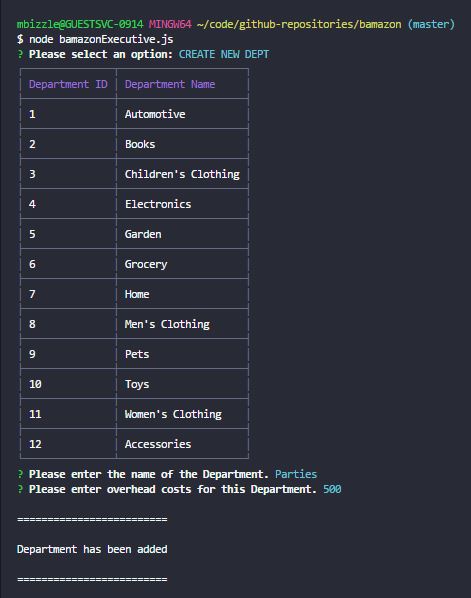 mbizzle@GUESTSVC-0914 MINGW64 ~/code/github-repositories/bamazon (master)
$ node bamazonExecutive.js
? Please select an option: CREATE NEW DEPT
Department ID Department Name
1 Automotive
2 Books
3 Children's Clothing
4 Electronics
5 Garden
6 Grocery
7 Home
8 Men's Clothing
9 Pets
10 Toys
11 Women's Clothing
12 Accessories
? Please enter the name of the Department. Parties
? Please enter overhead costs for this Department. 500
=========================
Department has been added
=========================